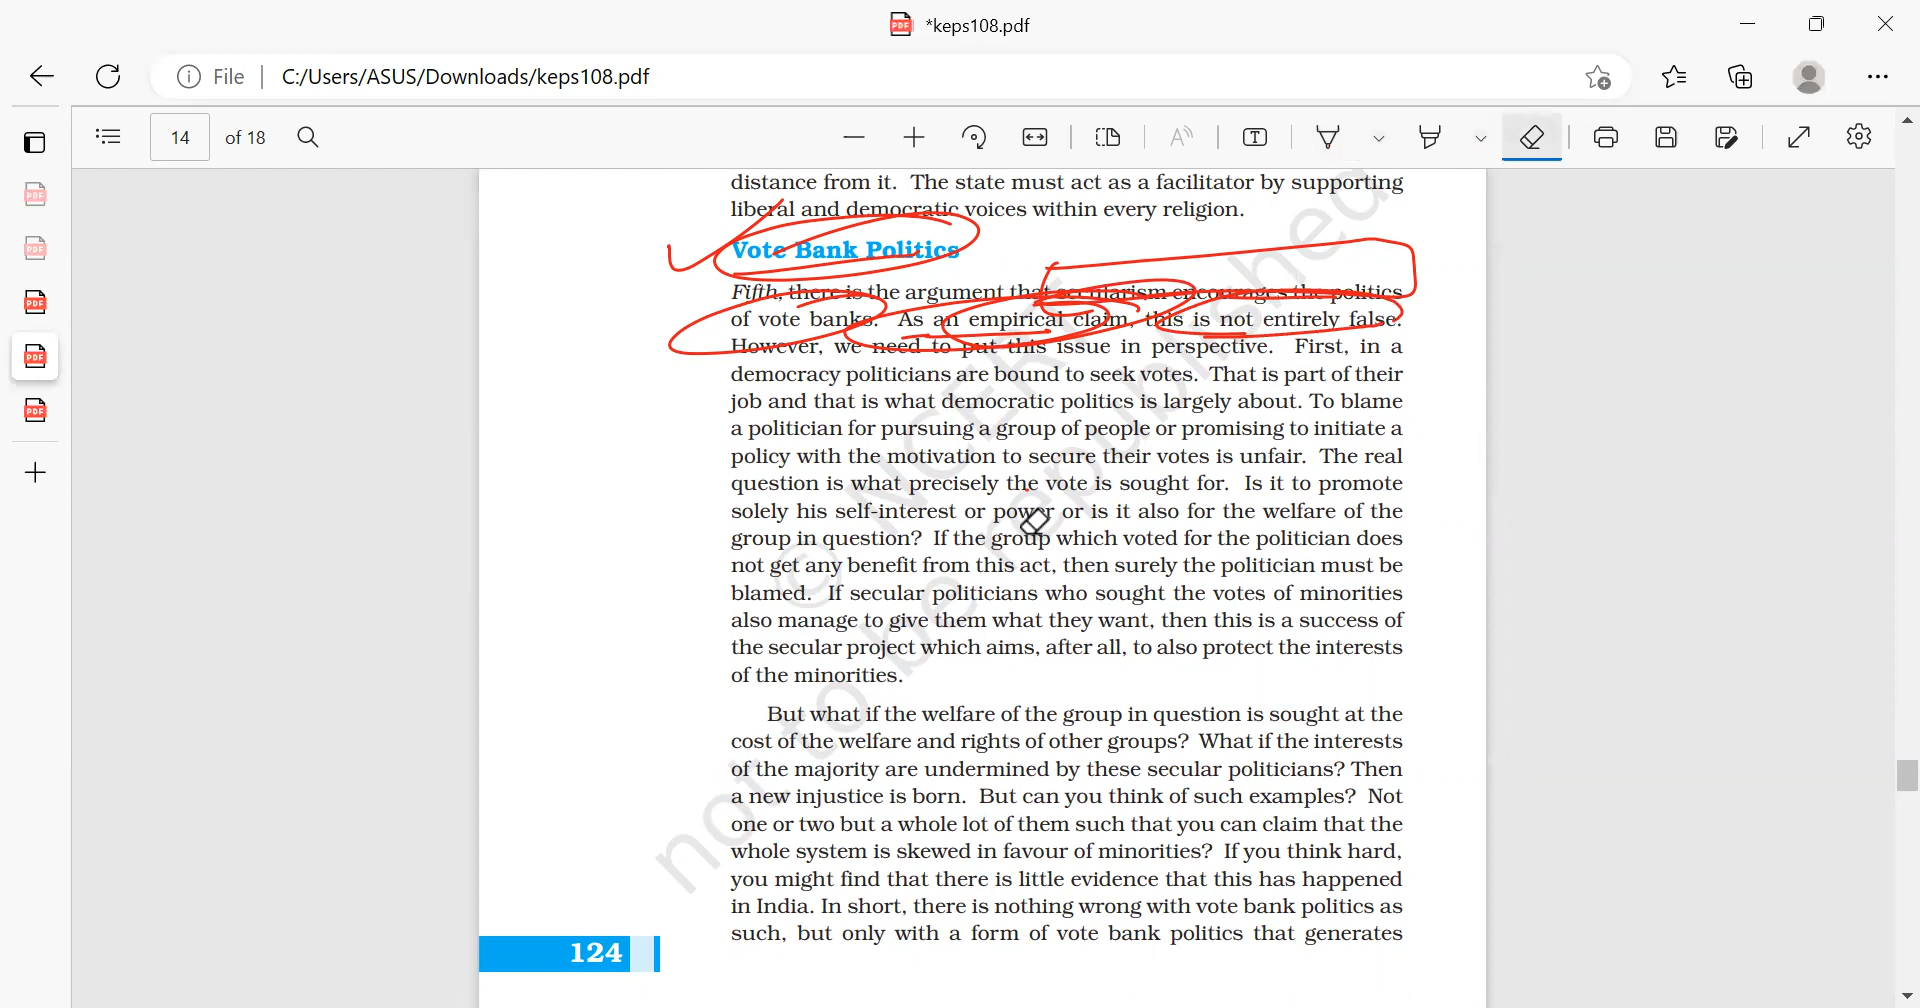 *keps108.pdf
File
C:/Users/ASUS/Downloads/keps108.pdf
14 of 18
distance from it. The state must act as a facilitator by supporting
liberal and democratic voices within every religion.
Vote Bank Politics
Fifth, there is the argument that secularism encourages the politics
of vote banks. As an empirical claim, this is not entirely false.
However, we need to put this issue in perspective. First, in a
democracy politicians are bound to seek votes. That is part of their
job and that is what democratic politics is largely about. To blame
a politician for pursuing a group of people or promising to initiate a
policy with the motivation to secure their votes is unfair. The real
question is what precisely the vote is sought for. Is it to promote
solely his self-interest or power or is it also for the welfare of the
group in question? If the group which voted for the politician does
not get any benefit from this act, then surely the politician must be
blamed. If secular politicians who sought the votes of minorities
also manage to give them what they want, then this is a success of
the secular project which aims, after all, to also protect the interests
of the minorities.
But what if the welfare of the group in question is sought at the
cost of the welfare and rights of other groups? What if the interests
of the majority are undermined by these secular politicians? Then
a new injustice is born. But can you think of such examples? Not
one or two but a whole lot of them such that you can claim that the
whole system is skewed in favour of minorities? If you think hard,
you might find that there is little evidence that this has happened
in India. In short, there is nothing wrong with vote bank politics as
such, but only with a form of vote bank politics that generates
124
© NCERT
not to be republished